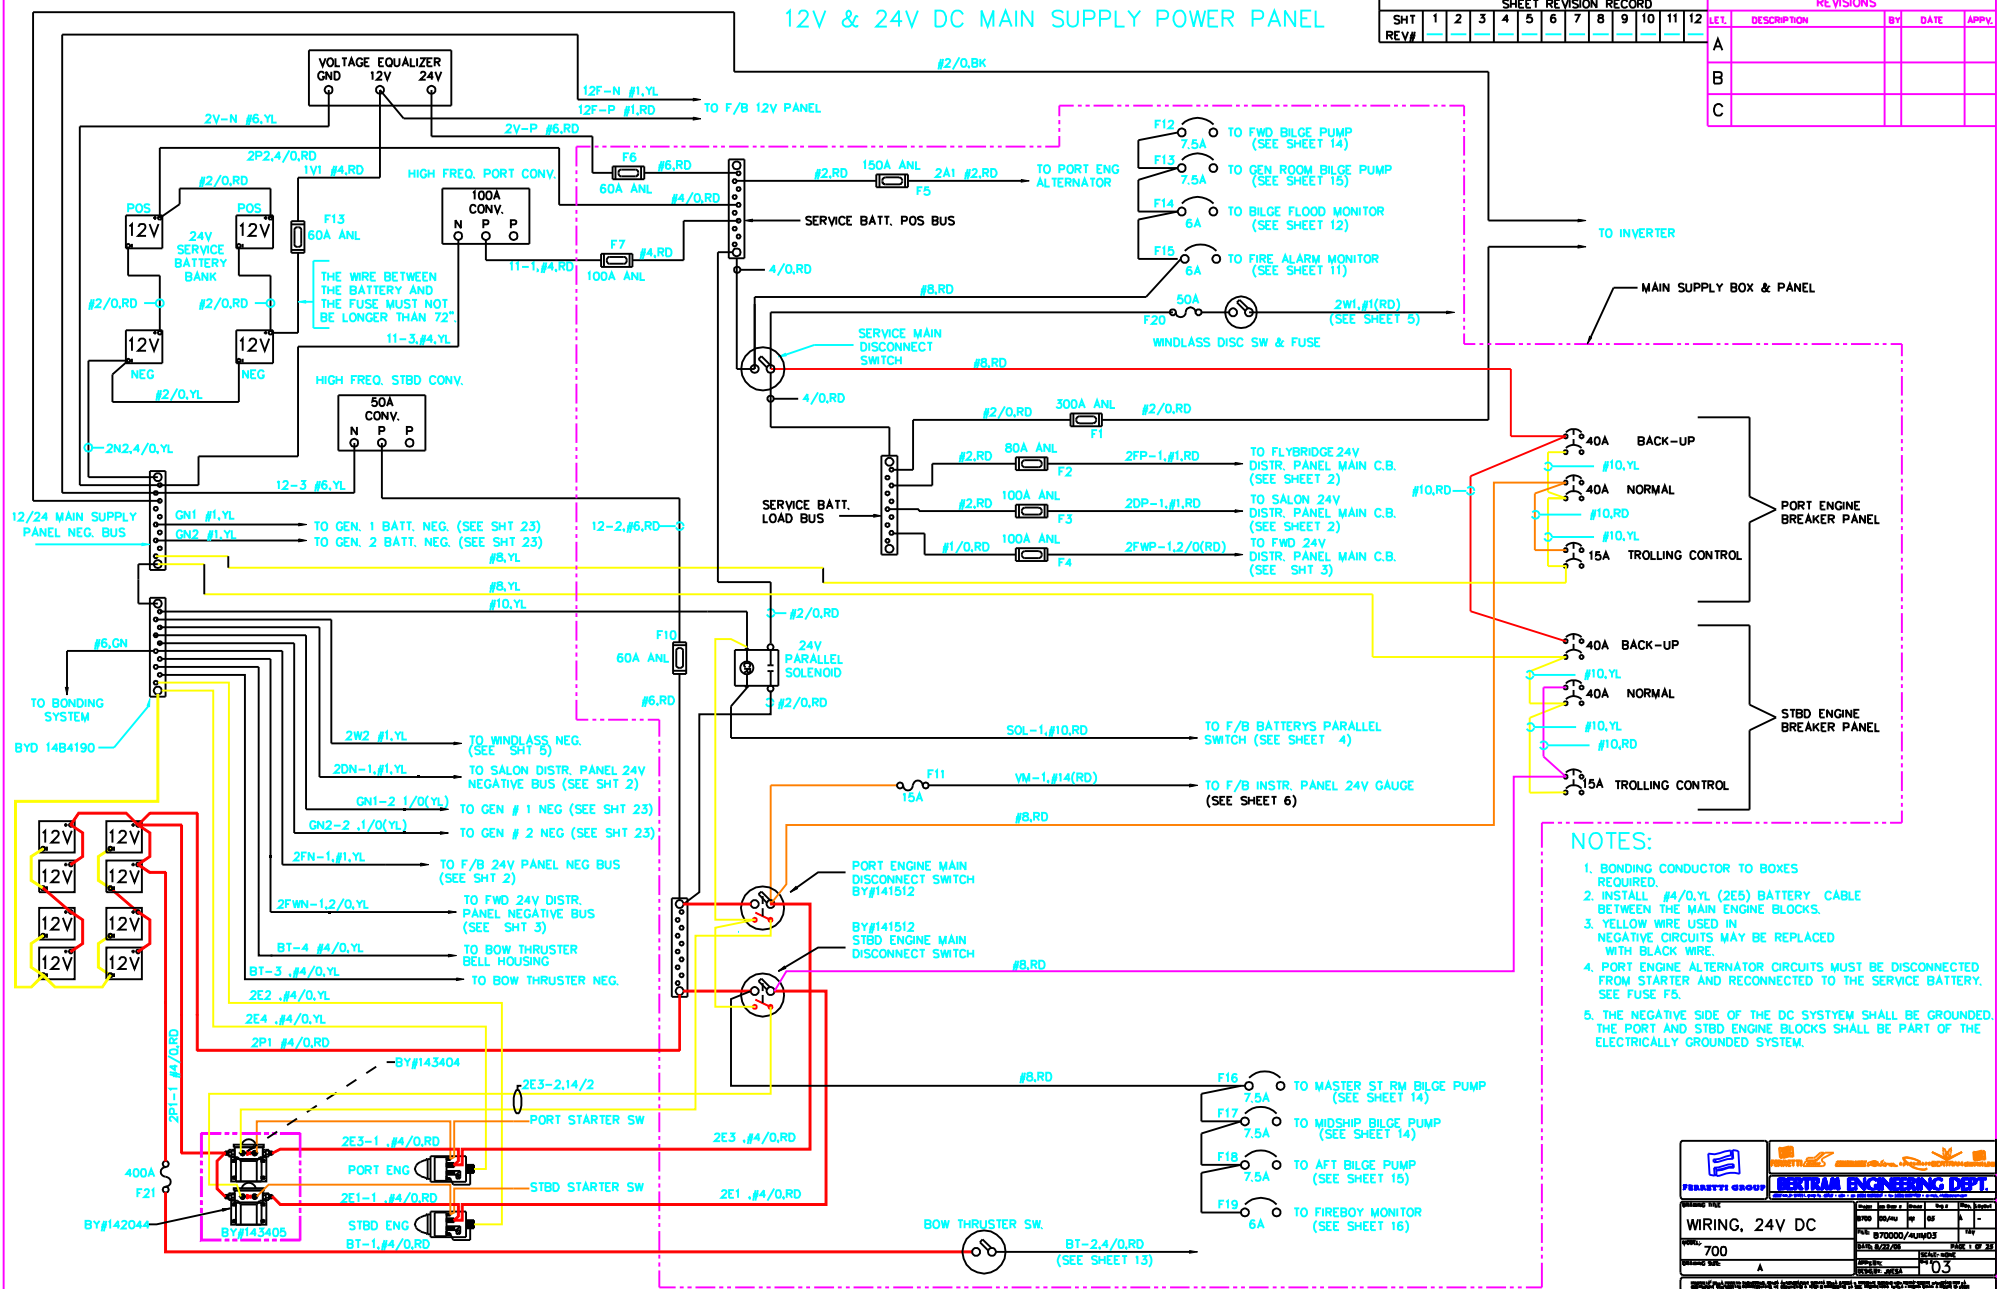 12V & 24V DC MAIN SUPPLY POWER PANEL
SHEET REVISION RECORD
SHT 1 2 3 4 5 6 7 8 9 10 11 12
REV#
REVISIONS
LET. DESCRIPTION BY DATE APPV.
A
B
C
VOLTAGE EQUALIZER
GND 12V 24V
#2/0,BK
12F-N #1,YL
12F-P #1,RD
TO F/B 12V PANEL
2V-N #6,YL
2V-P #6,RD
2P2,4/0,RD
1V1 #4,RD
#2/0,RD
POS
POS
12V
12V
24V
SERVICE
BATTERY
BANK
F13
60A ANL
#2/0,RD
#2/0,RD
THE WIRE BETWEEN
THE BATTERY AND
THE FUSE MUST NOT
BE LONGER THAN 72".
12V
12V
NEG
NEG
#2/0,YL
11-3,#4,YL
HIGH FREQ. PORT CONV.
100A
CONV.
N P P
11-1,#4,RD
F6
60A ANL
#6,RD
#4/0,RD
F7
100A ANL
#4,RD
#2,RD
150A ANL
F5
2A1 #2,RD
TO PORT ENG
ALTERNATOR
SERVICE BATT. POS BUS
4/0,RD
F12
7.5A
TO FWD BILGE PUMP
(SEE SHEET 14)
F13
7.5A
TO GEN ROOM BILGE PUMP
(SEE SHEET 15)
F14
6A
TO BILGE FLOOD MONITOR
(SEE SHEET 12)
F15
6A
TO FIRE ALARM MONITOR
(SEE SHEET 11)
TO INVERTER
MAIN SUPPLY BOX & PANEL
#8,RD
50A
F20
2W1,#1(RD)
(SEE SHEET 5)
WINDLASS DISC SW & FUSE
SERVICE MAIN
DISCONNECT
SWITCH
#8,RD
4/0,RD
HIGH FREQ. STBD CONV.
50A
CONV.
N P P
2N2,4/0,YL
12-3 #6,YL
12/24 MAIN SUPPLY
PANEL NEG. BUS
GN1 #1,YL
TO GEN. 1 BATT. NEG. (SEE SHT 23)
GN2 #1,YL
TO GEN. 2 BATT. NEG. (SEE SHT 23)
#8,YL
#8,YL
#10,YL
12-2,#6,RD
#2/0,RD
300A ANL
F1
#2/0,RD
#2,RD
80A ANL
F2
2FP-1,#1,RD
TO FLYBRIDGE 24V
DISTR. PANEL MAIN C.B.
(SEE SHEET 2)
SERVICE BATT.
LOAD BUS
#2,RD
100A ANL
F3
2DP-1,#1,RD
TO SALON 24V
DISTR. PANEL MAIN C.B.
(SEE SHEET 2)
#1/0,RD
100A ANL
F4
2FWP-1,2/0(RD)
TO FWD 24V
DISTR. PANEL MAIN C.B.
(SEE SHT 3)
40A BACK-UP
#10,YL
#10,RD
40A NORMAL
#10,RD
#10,YL
15A TROLLING CONTROL
PORT ENGINE
BREAKER PANEL
40A BACK-UP
#10,YL
40A NORMAL
#10,YL
#10,RD
15A TROLLING CONTROL
STBD ENGINE
BREAKER PANEL
#6,GN
TO BONDING
SYSTEM
BYD 14B4190
F10
60A ANL
#6,RD
#2/0,RD
24V
PARALLEL
SOLENOID
#2/0,RD
2W2 #1,YL
TO WINDLASS NEG.
(SEE SHT 5)
2DN-1,#1,YL
TO SALON DISTR. PANEL 24V
NEGATIVE BUS (SEE SHT 2)
GN1-2 1/0(YL)
TO GEN # 1 NEG (SEE SHT 23)
GN2-2 ,1/0(YL)
TO GEN # 2 NEG (SEE SHT 23)
2FN-1,#1,YL
TO F/B 24V PANEL NEG BUS
(SEE SHT 2)
2FWN-1,2/0,YL
TO FWD 24V DISTR.
PANEL NEGATIVE BUS
(SEE SHT 3)
BT-4 #4/0,YL
TO BOW THRUSTER
BELL HOUSING
BT-3 ,#4/0,YL
TO BOW THRUSTER NEG.
2E2 ,#4/0,YL
2E4 ,#4/0,YL
2P1 #4/0,RD
SOL-1,#10,RD
TO F/B BATTERYS PARALLEL
SWITCH (SEE SHEET 4)
F11
15A
VM-1,#14(RD)
TO F/B INSTR. PANEL 24V GAUGE
(SEE SHEET 6)
#8,RD
PORT ENGINE MAIN
DISCONNECT SWITCH
BY#141512
BY#141512
STBD ENGINE MAIN
DISCONNECT SWITCH
#8,RD
12V
12V
12V
12V
12V
12V
12V
12V
NOTES:
1. BONDING CONDUCTOR TO BOXES
REQUIRED.
2. INSTALL #4/0,YL (2E5) BATTERY CABLE
BETWEEN THE MAIN ENGINE BLOCKS.
3. YELLOW WIRE USED IN
NEGATIVE CIRCUITS MAY BE REPLACED
WITH BLACK WIRE.
4. PORT ENGINE ALTERNATOR CIRCUITS MUST BE DISCONNECTED
FROM STARTER AND RECONNECTED TO THE SERVICE BATTERY.
SEE FUSE F5.
5. THE NEGATIVE SIDE OF THE DC SYSTYEM SHALL BE GROUNDED.
THE PORT AND STBD ENGINE BLOCKS SHALL BE PART OF THE
ELECTRICALLY GROUNDED SYSTEM.
2P1-1 #4/0,RD
BY#143404
2E3-2,14/2
PORT STARTER SW
2E3-1 ,#4/0,RD
2E3 ,#4/0,RD
PORT ENG
STBD STARTER SW
2E1-1 ,#4/0,RD
2E1 ,#4/0,RD
STBD ENG
400A
F21
BY#142044
BY#143405
BT-1,#4/0,RD
BOW THRUSTER SW.
BT-2,4/0,RD
(SEE SHEET 13)
#8,RD
F16
7.5A
TO MASTER ST RM BILGE PUMP
(SEE SHEET 14)
F17
7.5A
TO MIDSHIP BILGE PUMP
(SEE SHEET 14)
F18
7.5A
TO AFT BILGE PUMP
(SEE SHEET 15)
F19
6A
TO FIREBOY MONITOR
(SEE SHEET 16)
FERRETTI GROUP
BERTRAM ENGINEERING DEPT.
WIRING, 24V DC
B70000/4UIM03
700
PAGE 1 OF 23
SCALE: NONE
A
03